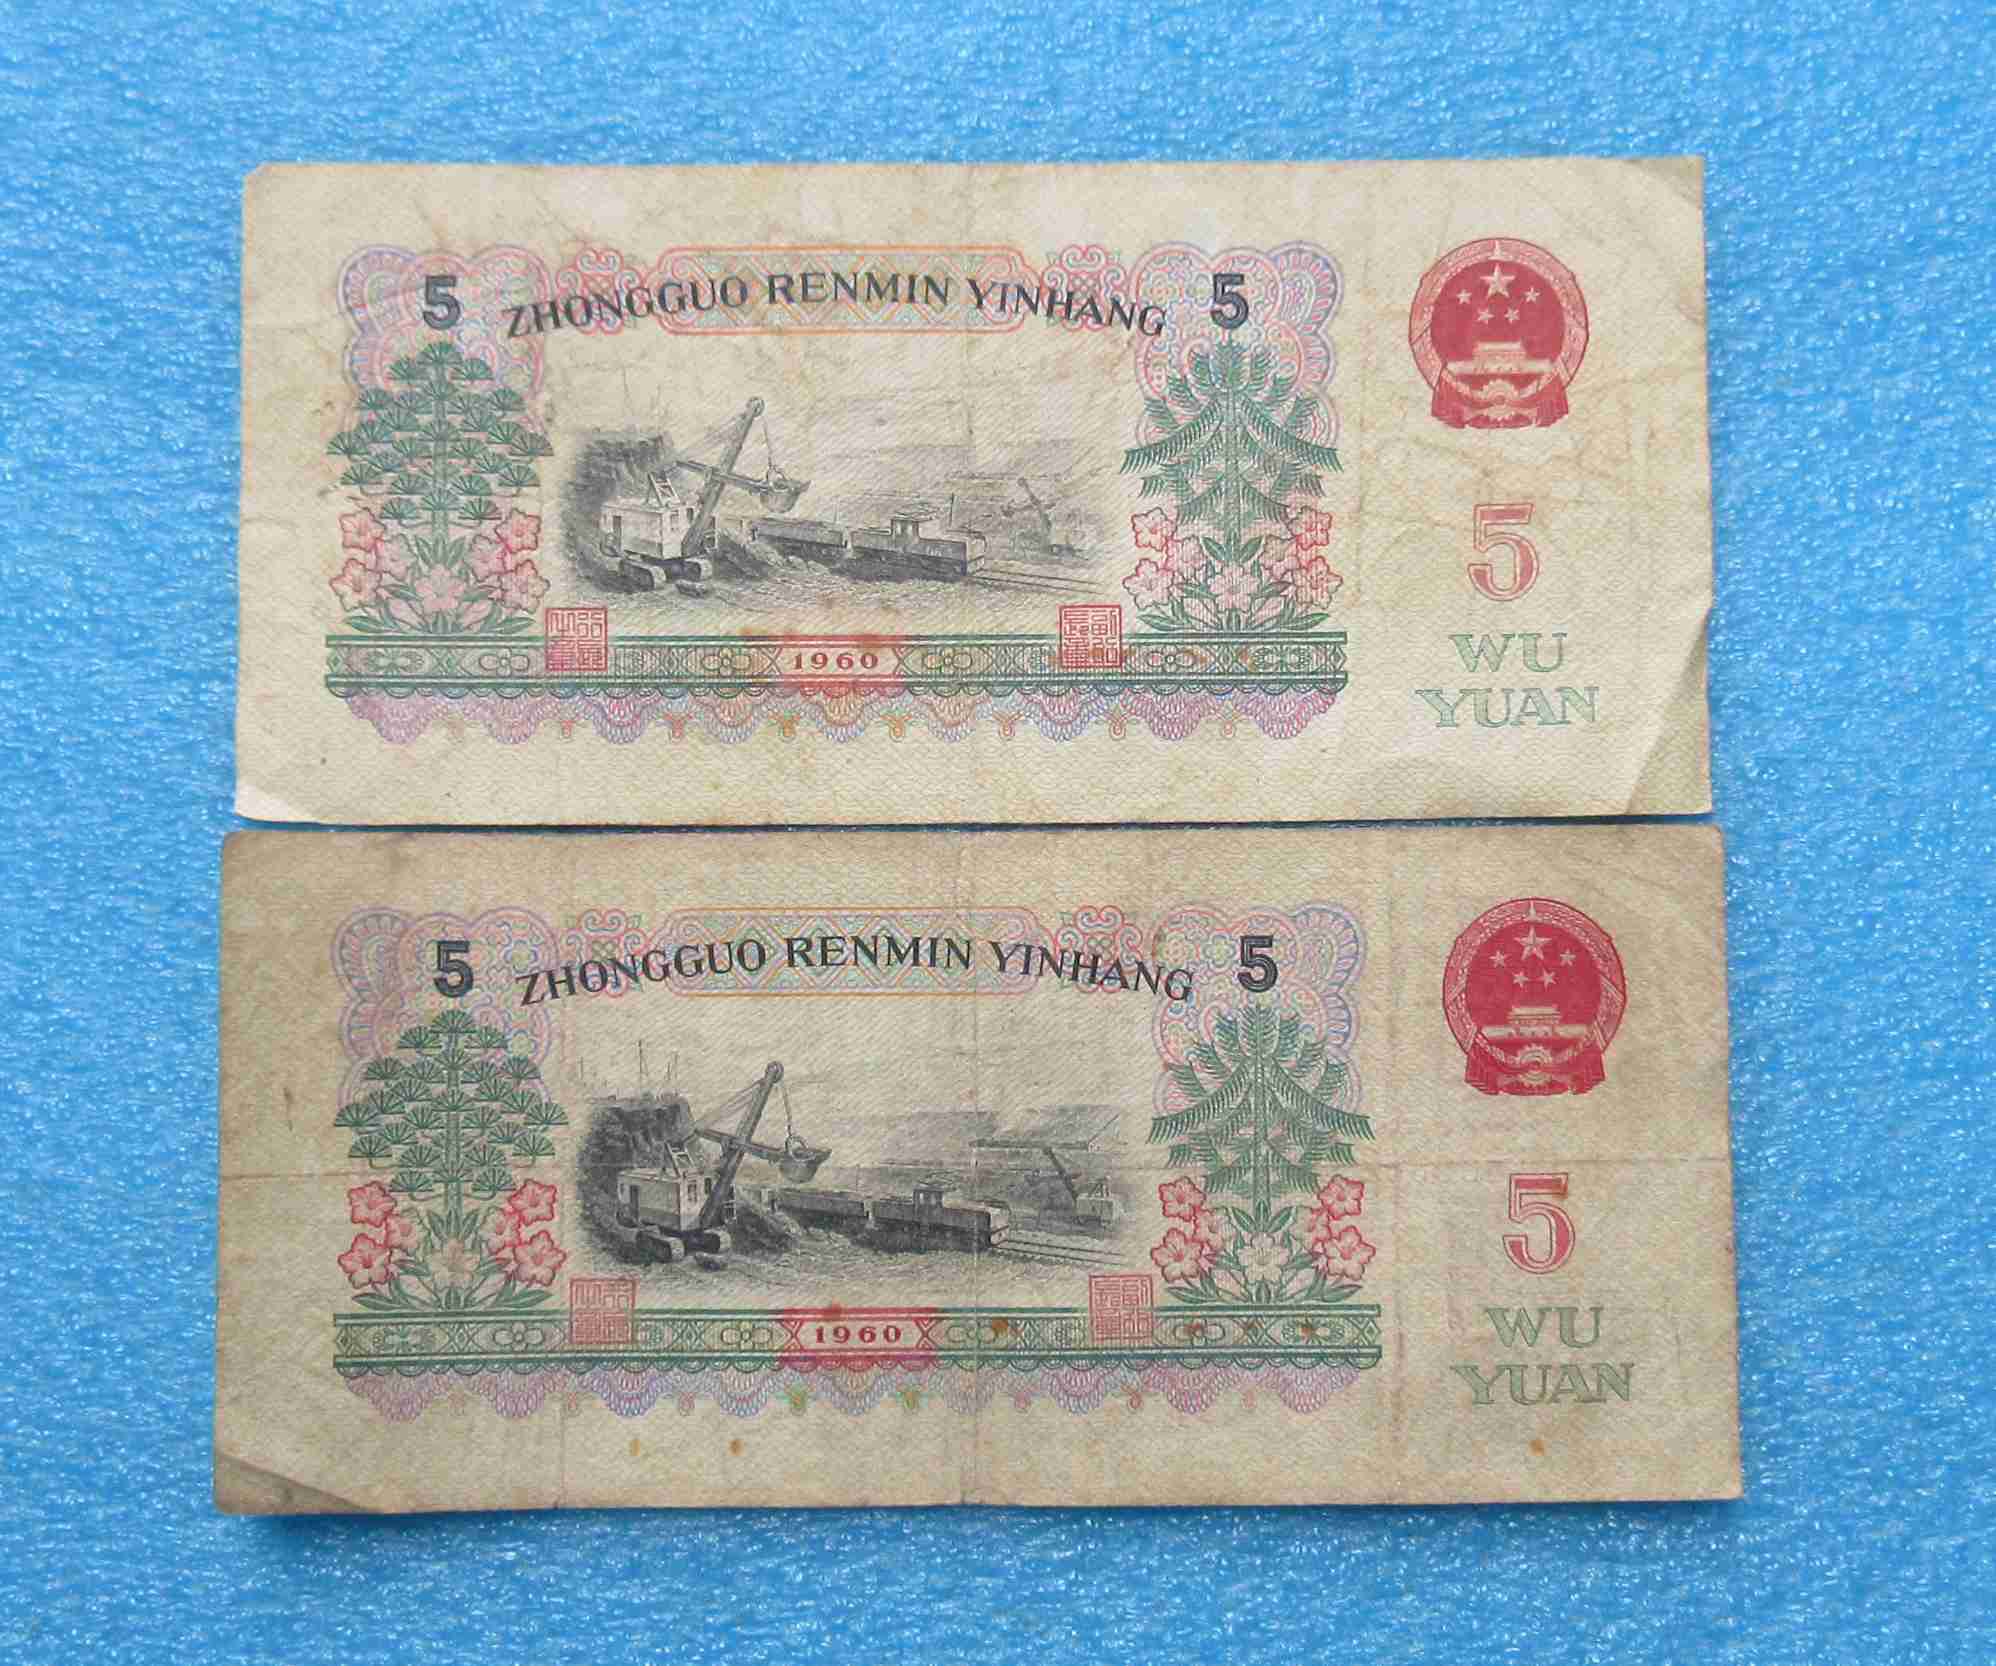 5 ZHONGGUO RENMIN YINHANG 5
5
WU
YUAN
1960
5 ZHONGGUO RENMIN YINHANG 5
5
WU
YUAN
1960